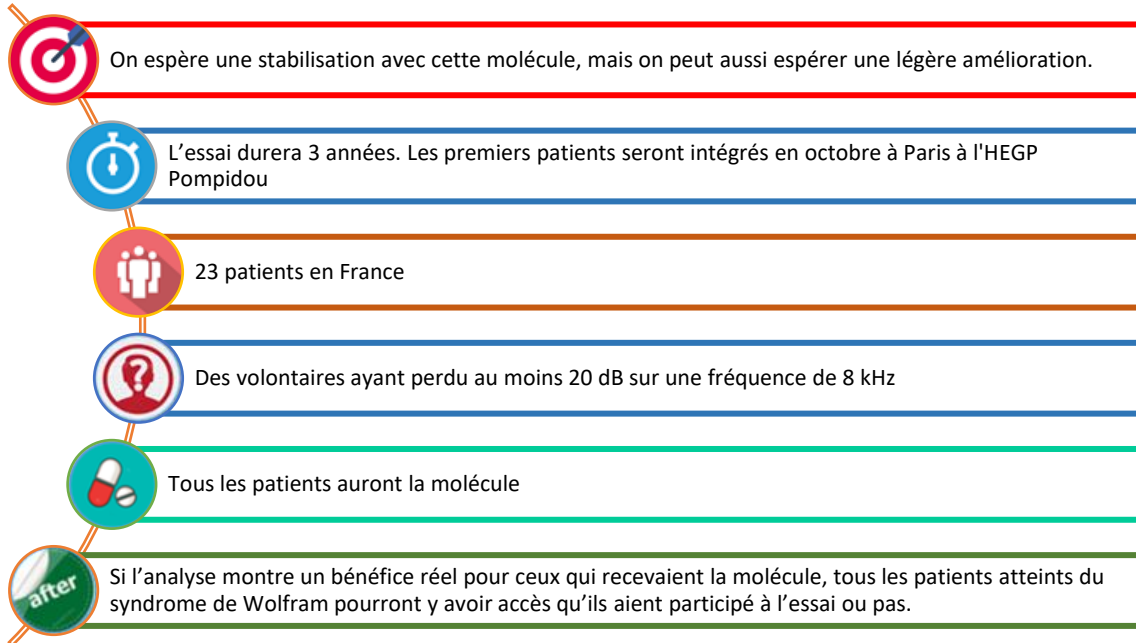 On espère une stabilisation avec cette molécule, mais on peut aussi espérer une légère amélioration.
L’essai durera 3 années. Les premiers patients seront intégrés en octobre à Paris à l'HEGP
Pompidou
23 patients en France
?
Des volontaires ayant perdu au moins 20 dB sur une fréquence de 8 kHz
Tous les patients auront la molécule
after
Si l’analyse montre un bénéfice réel pour ceux qui recevaient la molécule, tous les patients atteints du
syndrome de Wolfram pourront y avoir accès qu’ils aient participé à l’essai ou pas.